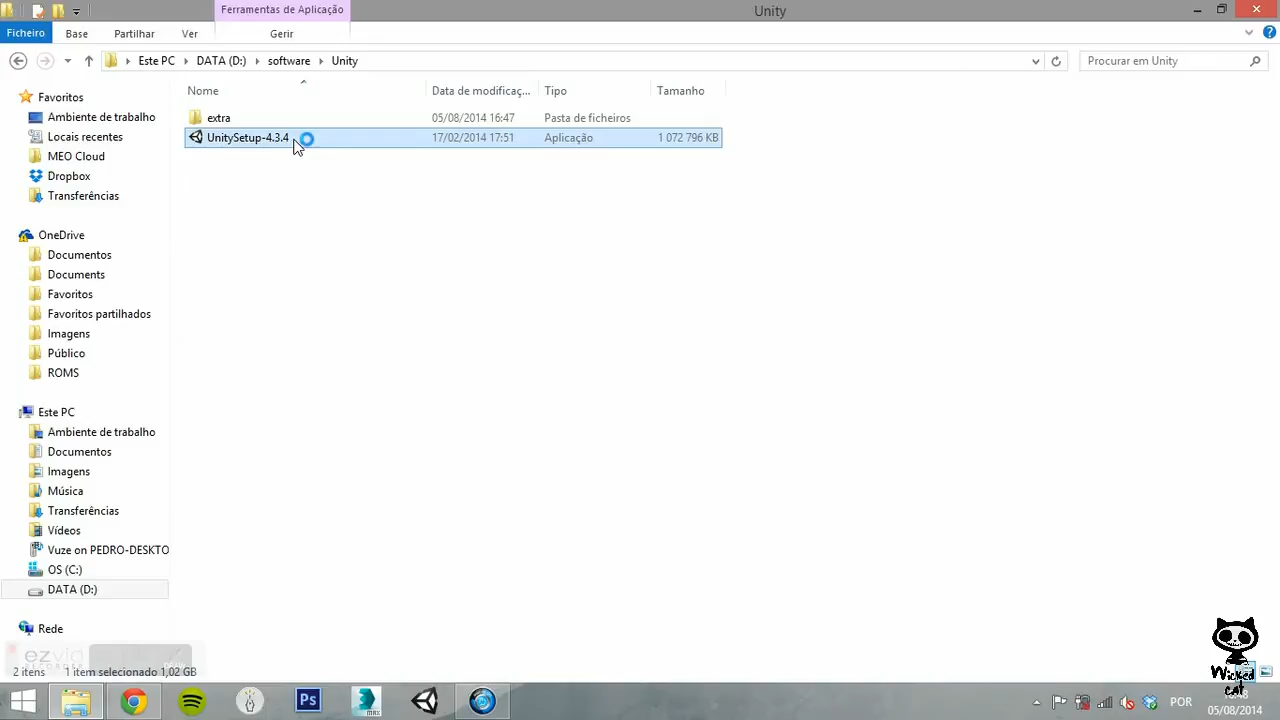 Ferramentas de Aplicação
Unity
Ficheiro
Base
Partilhar
Ver
Gerir
Este PC
DATA (D:)
software
Unity
Procurar em Unity
Nome
Data de modificaç...
Tipo
Tamanho
extra
05/08/2014 16:47
Pasta de ficheiros
UnitySetup-4.3.4
17/02/2014 17:51
Aplicação
1 072 796 KB
Favoritos
Ambiente de trabalho
Locais recentes
MEO Cloud
Dropbox
Transferências
OneDrive
Documentos
Documents
Favoritos
Favoritos partilhados
Imagens
Público
ROMS
Este PC
Ambiente de trabalho
Documentos
Imagens
Música
Transferências
Vídeos
Vuze on PEDRO-DESKTO
OS (C:)
DATA (D:)
Rede
2 itens
1 item selecionado 1,02 GB
Ps
MAX
POR
05/08/2014
Wicked
cat